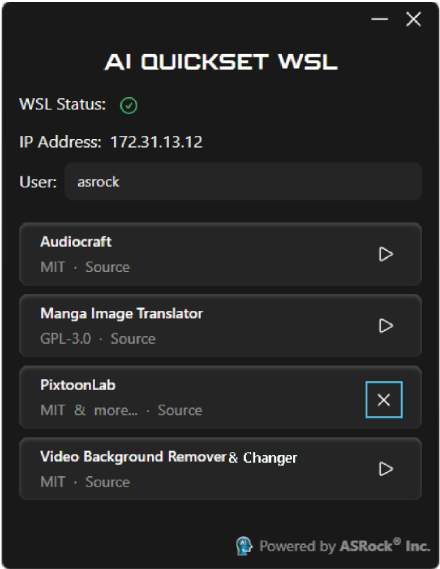 AI QUICKSET WSL
WSL Status:
IP Address: 172.31.13.12
User: asrock
Audiocraft
MIT · Source
Manga Image Translator
GPL-3.0 · Source
PixtoonLab
MIT & more... · Source
Video Background Remover & Changer
MIT · Source
Powered by ASRock® Inc.